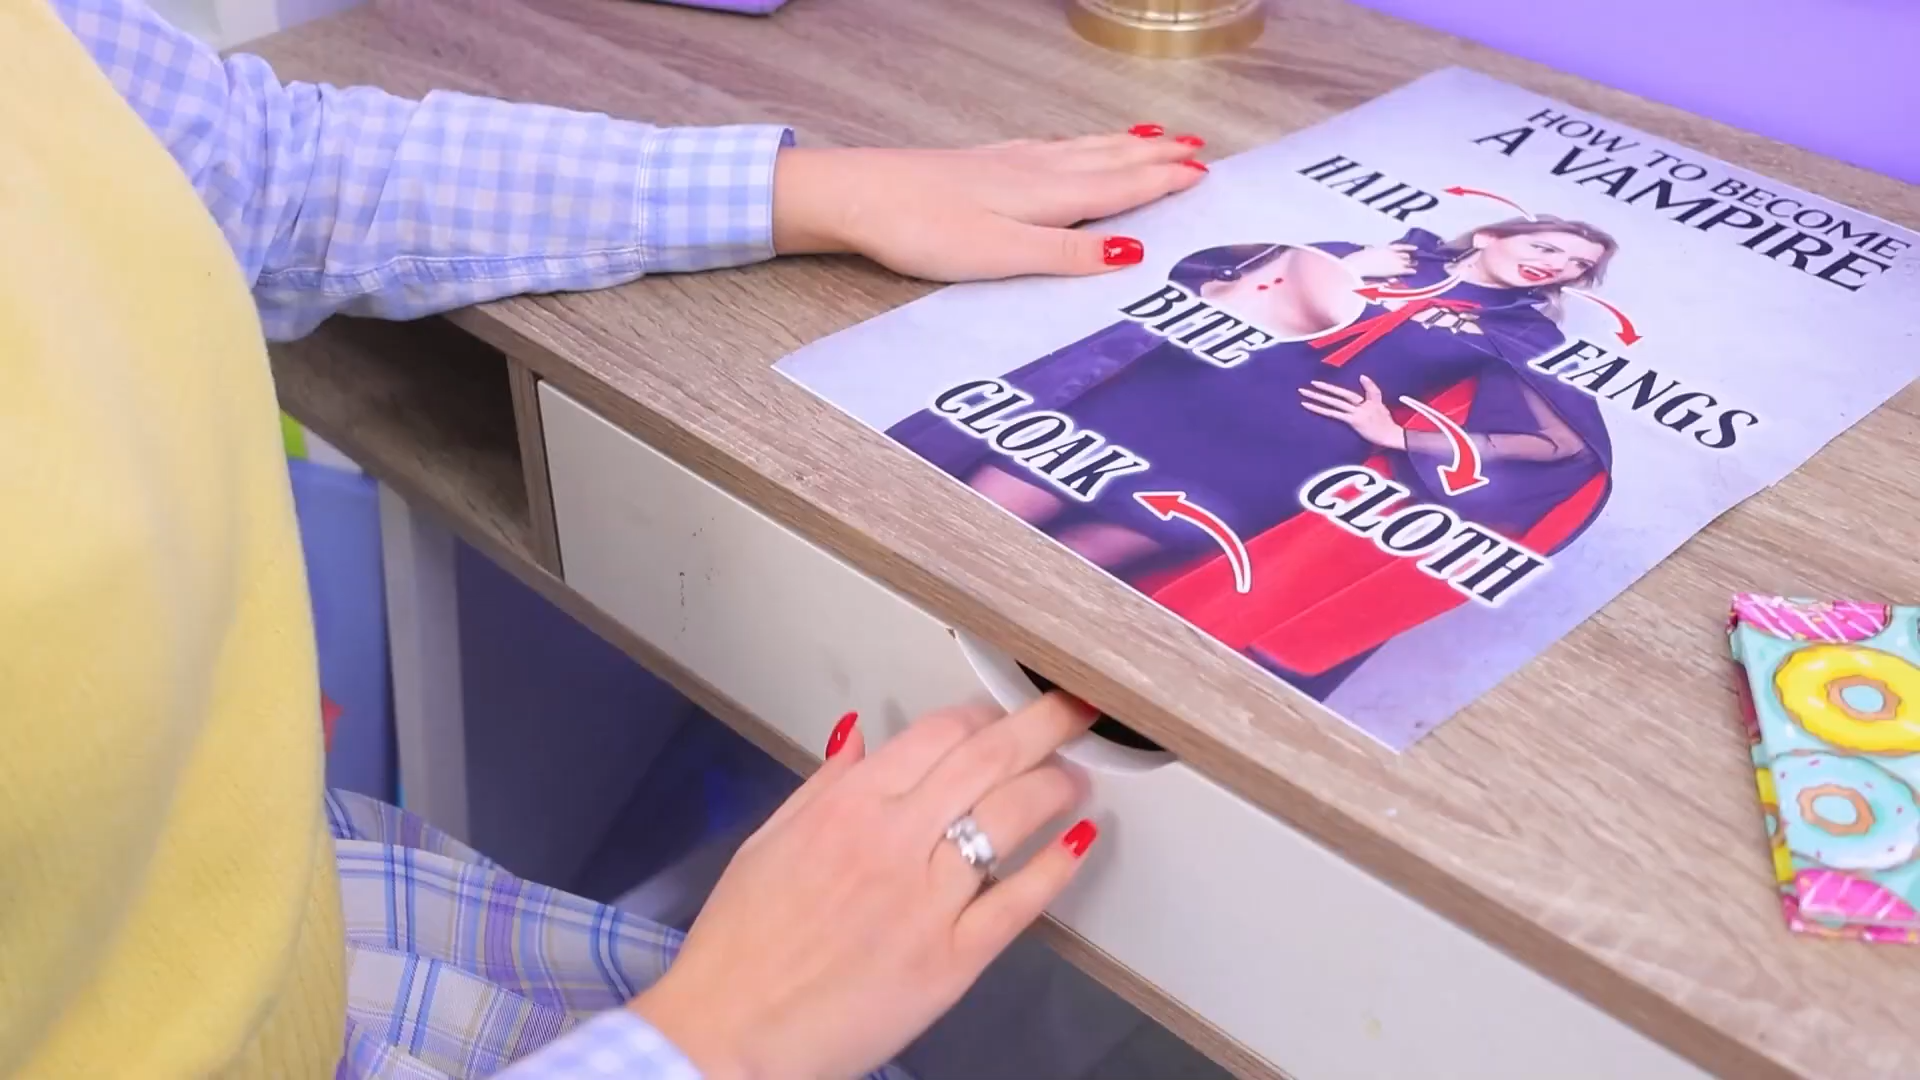 HOW TO BECOME
A VAMPIRE
HAIR
BITE
FANGS
CLOAK
CLOTH